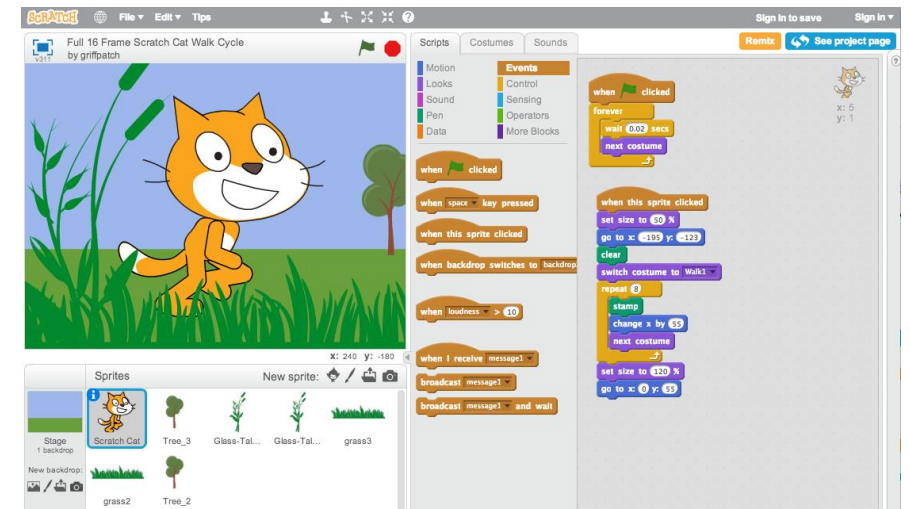 SCRATCH File Edit Tips Sign in to save Sign in
Full 16 Frame Scratch Cat Walk Cycle
by griffpatch
v311
Scripts Costumes Sounds
Remix See project page
Motion Events
Looks Control
Sound Sensing
Pen Operators
Data More Blocks
when clicked
when space key pressed
when this sprite clicked
when backdrop switches to backdrop
when loudness > 10
when I receive message1
broadcast message1
broadcast message1 and wait
when clicked
forever
wait 0.02 secs
next costume
x: 5
y: 1
when this sprite clicked
set size to 50 %
go to x: -195 y: -123
clear
switch costume to Walk1
repeat 8
stamp
change x by 55
next costume
set size to 120 %
go to x: 0 y: 55
x: 240 y: -180
Sprites New sprite:
Stage
1 backdrop
New backdrop:
Scratch Cat Tree_3 Glass-Tal... Glass-Tal... grass3
grass2 Tree_2